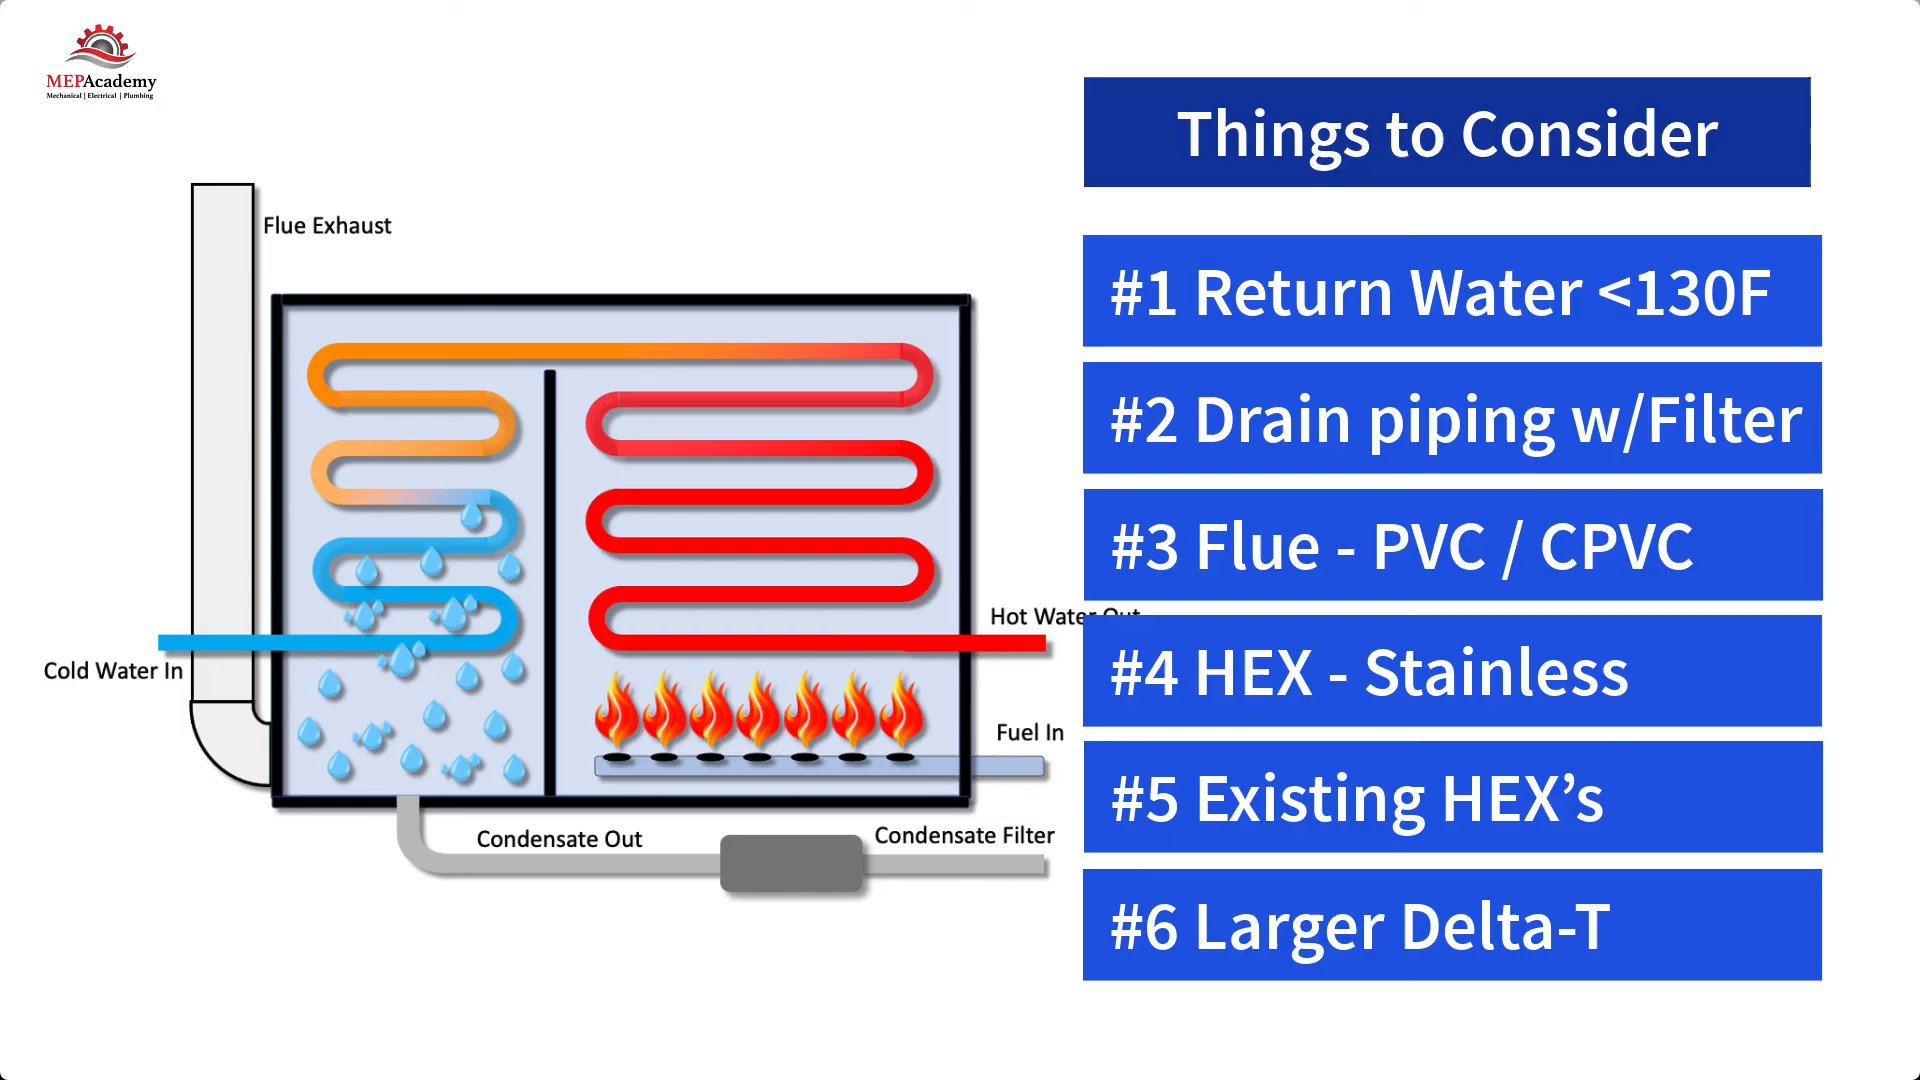 MEPAcademy
Mechanical | Electrical | Plumbing
Things to Consider
Flue Exhaust
#1 Return Water <130F
#2 Drain piping w/Filter
#3 Flue - PVC / CPVC
Hot Water Out
Cold Water In
#4 HEX - Stainless
Fuel In
#5 Existing HEX’s
Condensate Out
Condensate Filter
#6 Larger Delta-T